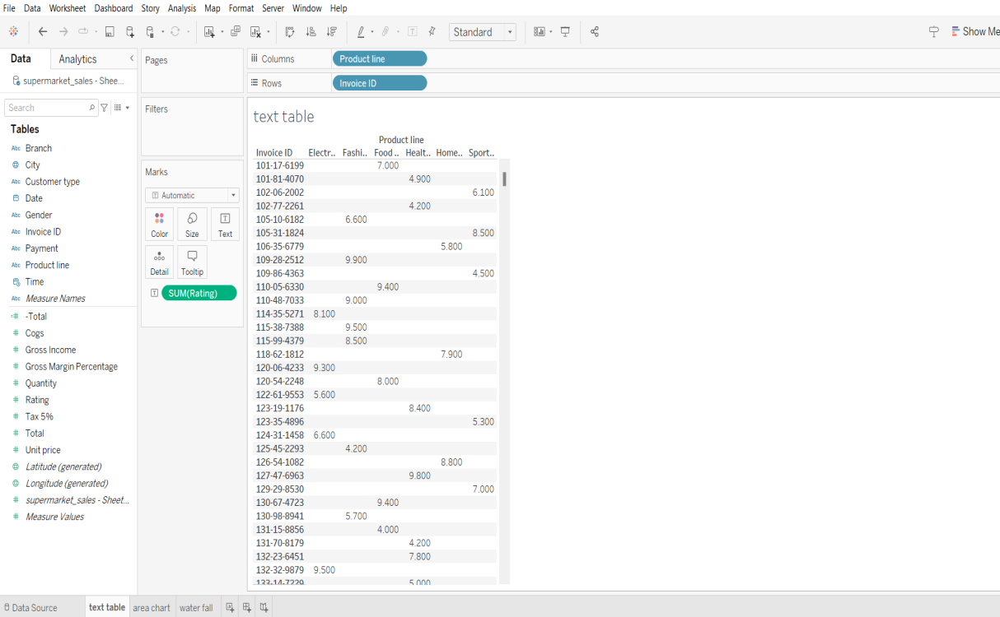 File Data Worksheet Dashboard Story Analysis Map Format Server Window Help
Standard
Show Me
Data Analytics
supermarket_sales - Shee...
Search
Tables
Abc Branch
City
Abc Customer type
Date
Abc Gender
Abc Invoice ID
Abc Payment
Abc Product line
Time
Abc Measure Names
=# -Total
# Cogs
# Gross Income
# Gross Margin Percentage
# Quantity
# Rating
# Tax 5%
# Total
# Unit price
Latitude (generated)
Longitude (generated)
# supermarket_sales - Sheet...
# Measure Values
Pages
Filters
Marks
Automatic
Color Size Text
Detail Tooltip
SUM(Rating)
Columns Product line
Rows Invoice ID
text table
Product line
Invoice ID Electr.. Fashi.. Food .. Healt.. Home.. Sport..
101-17-6199 7.000
101-81-4070 4.900
102-06-2002 6.100
102-77-2261 4.200
105-10-6182 6.600
105-31-1824 8.500
106-35-6779 5.800
109-28-2512 9.900
109-86-4363 4.500
110-05-6330 9.400
110-48-7033 9.000
114-35-5271 8.100
115-38-7388 9.500
115-99-4379 8.500
118-62-1812 7.900
120-06-4233 9.300
120-54-2248 8.000
122-61-9553 5.600
123-19-1176 8.400
123-35-4896 5.300
124-31-1458 6.600
125-45-2293 4.200
126-54-1082 8.800
127-47-6963 9.800
129-29-8530 7.000
130-67-4723 9.400
130-98-8941 5.700
131-15-8856 4.000
131-70-8179 4.200
132-23-6451 7.800
132-32-9879 9.500
133-14-7229 5.000
Data Source text table area chart water fall